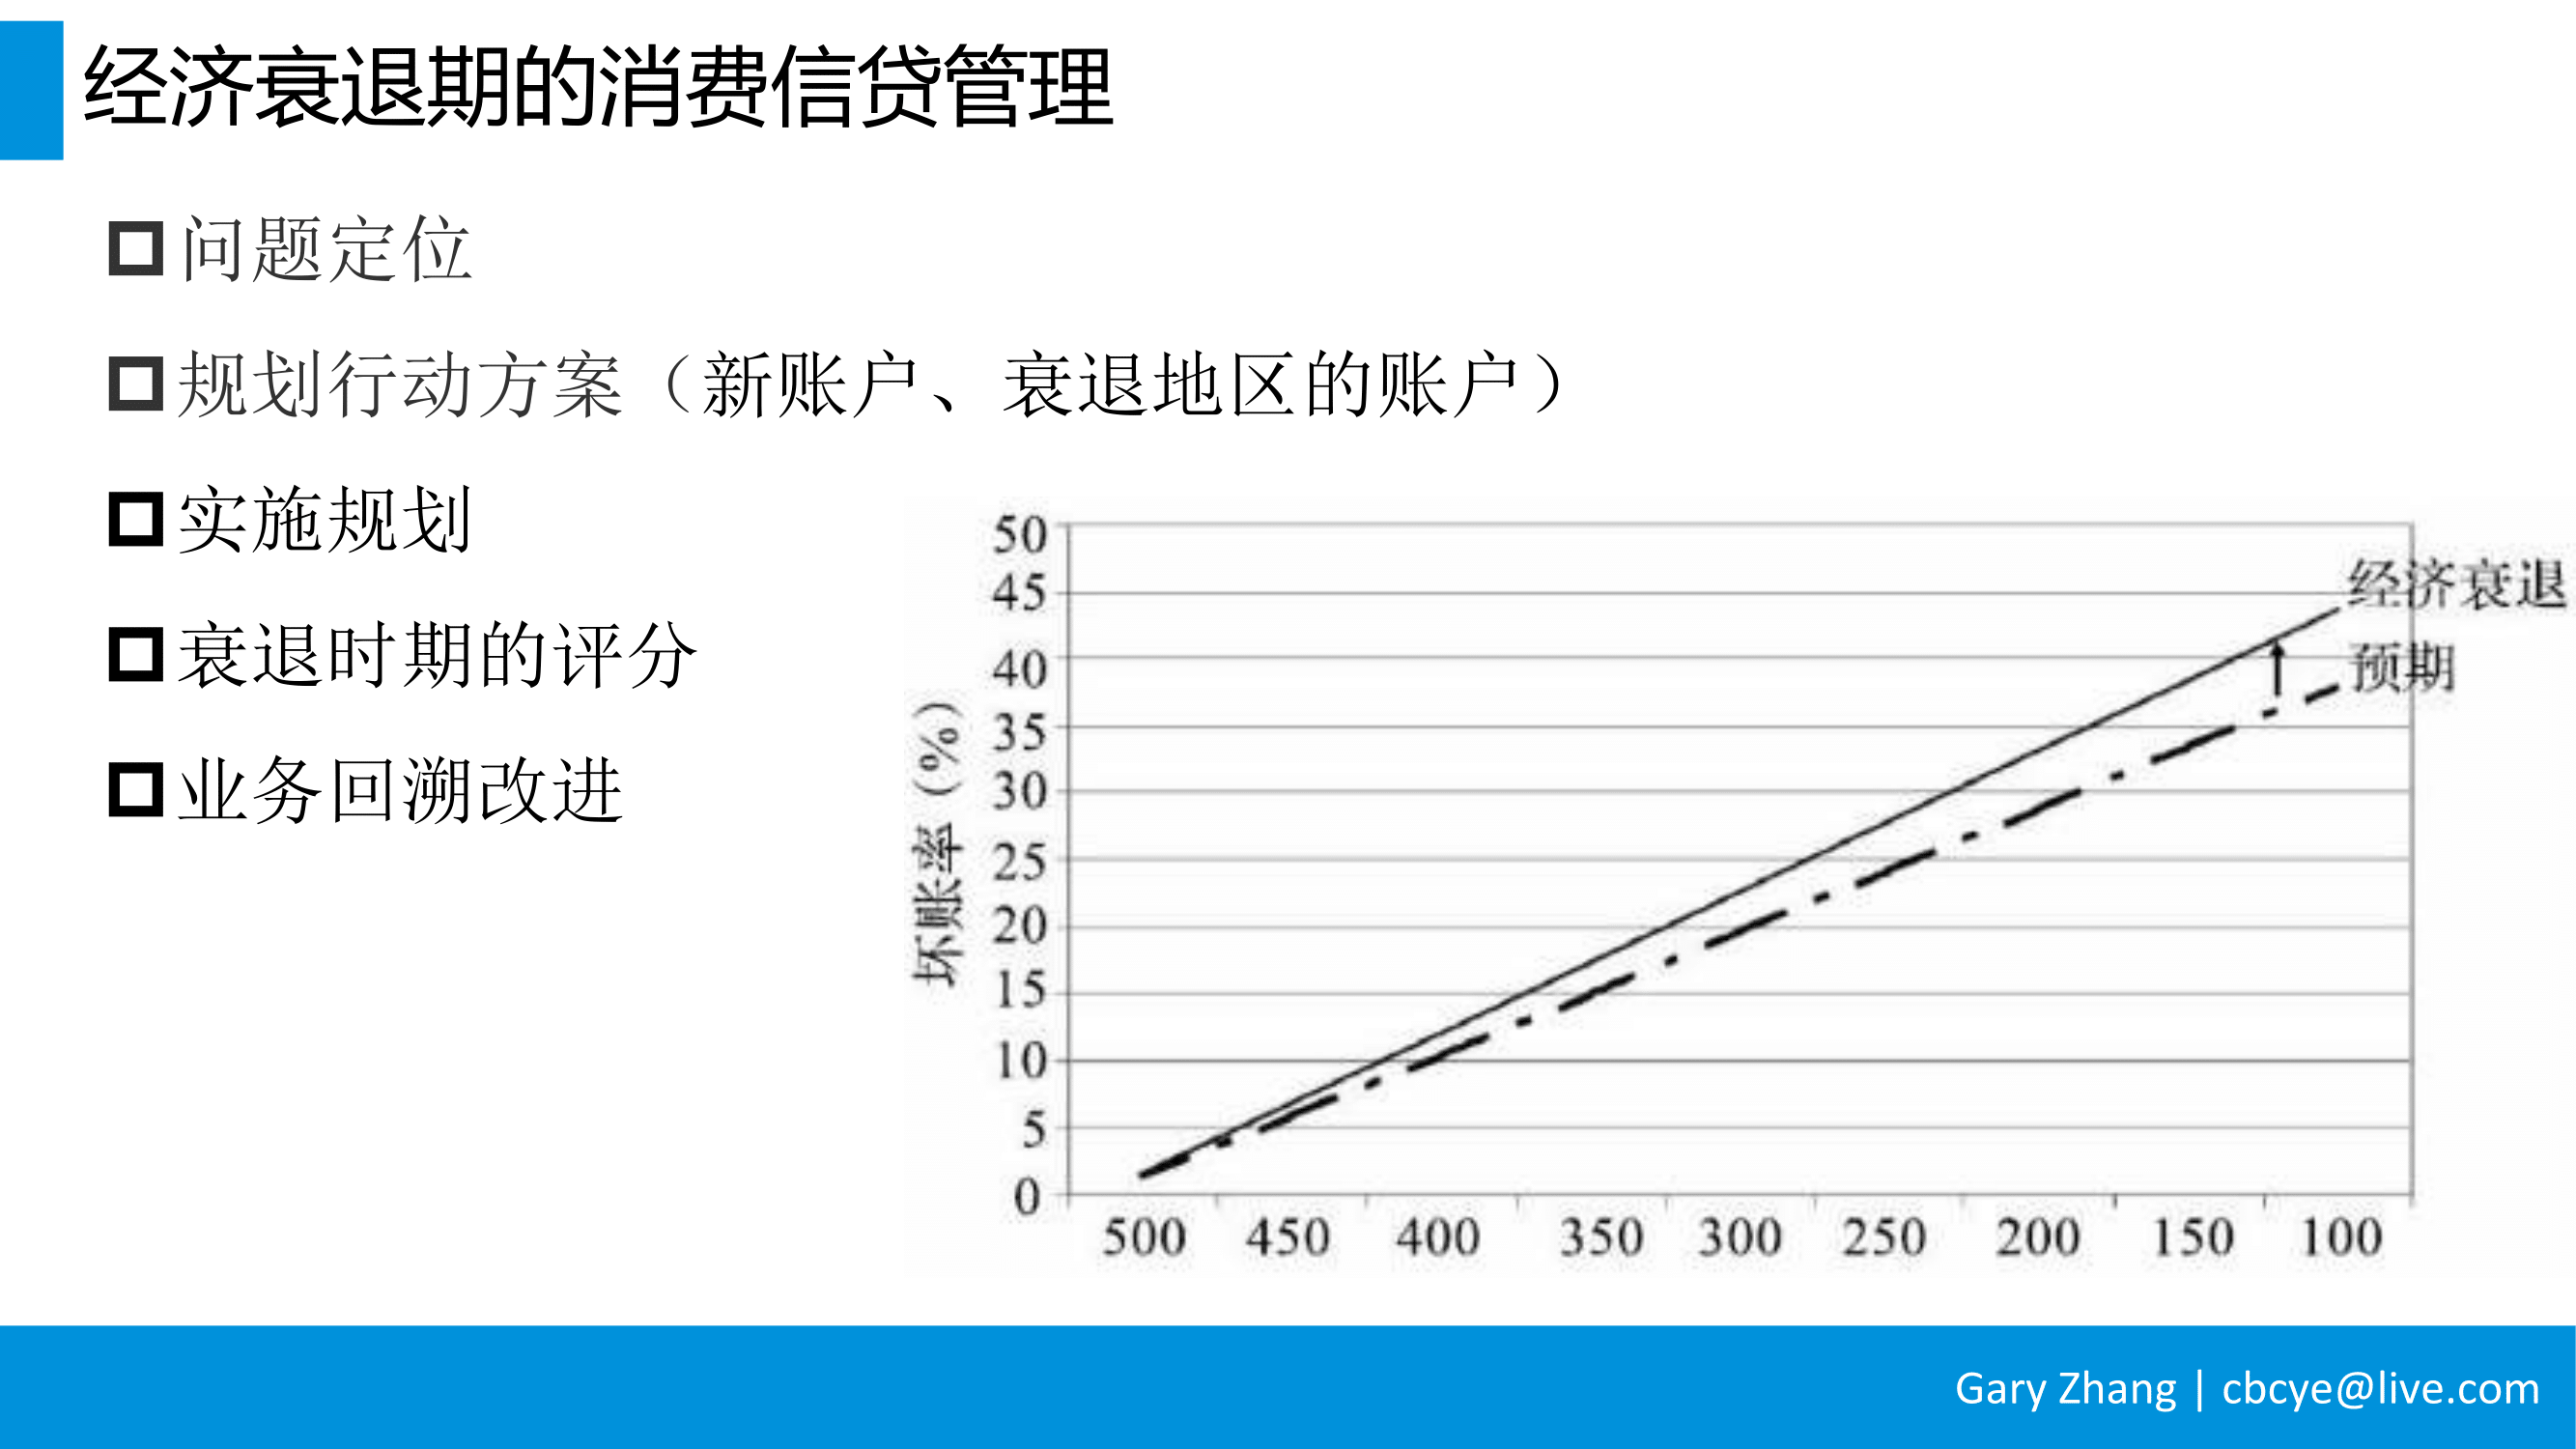 经济衰退期的消费信贷管理
问题定位
规划行动方案（新账户、衰退地区的账户）
实施规划
衰退时期的评分
业务回溯改进
坏账率（%）
50
45
40
35
30
25
20
15
10
5
0
经济衰退
预期
500 450 400 350 300 250 200 150 100
Gary Zhang | cbcye@live.com